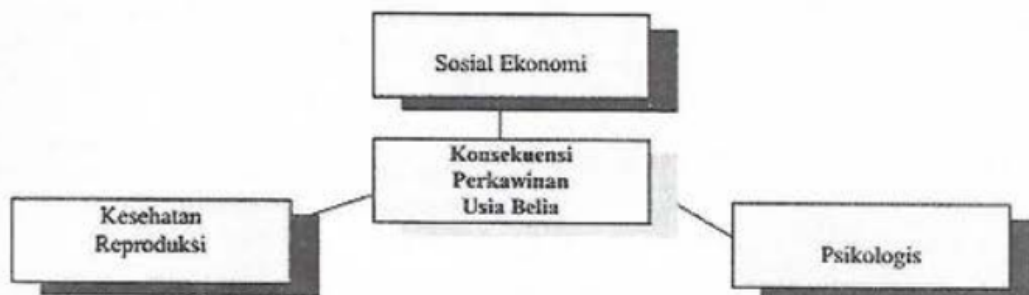 Sosial Ekonomi
Konsekuensi
Perkawinan
Usia Belia
Kesehatan
Reproduksi
Psikologis